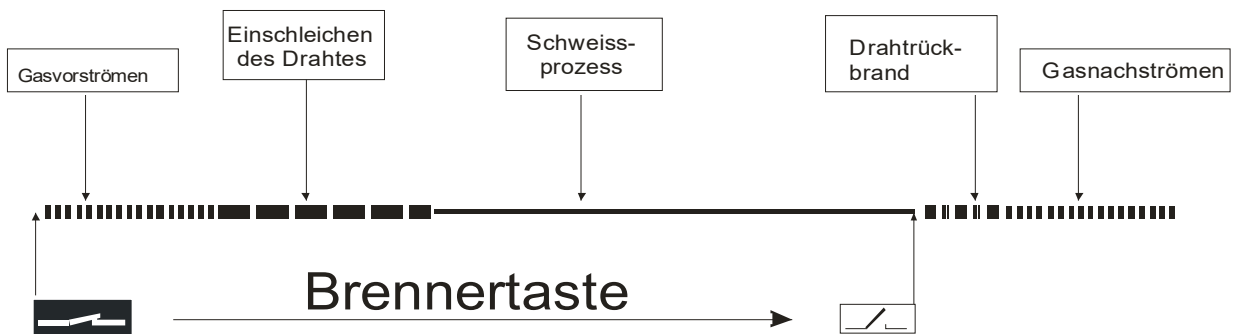 Gasvorströmen
Einschleichen
des Drahtes
Schweiss-
prozess
Drahtrück-
brand
Gasnachströmen
Brennertaste